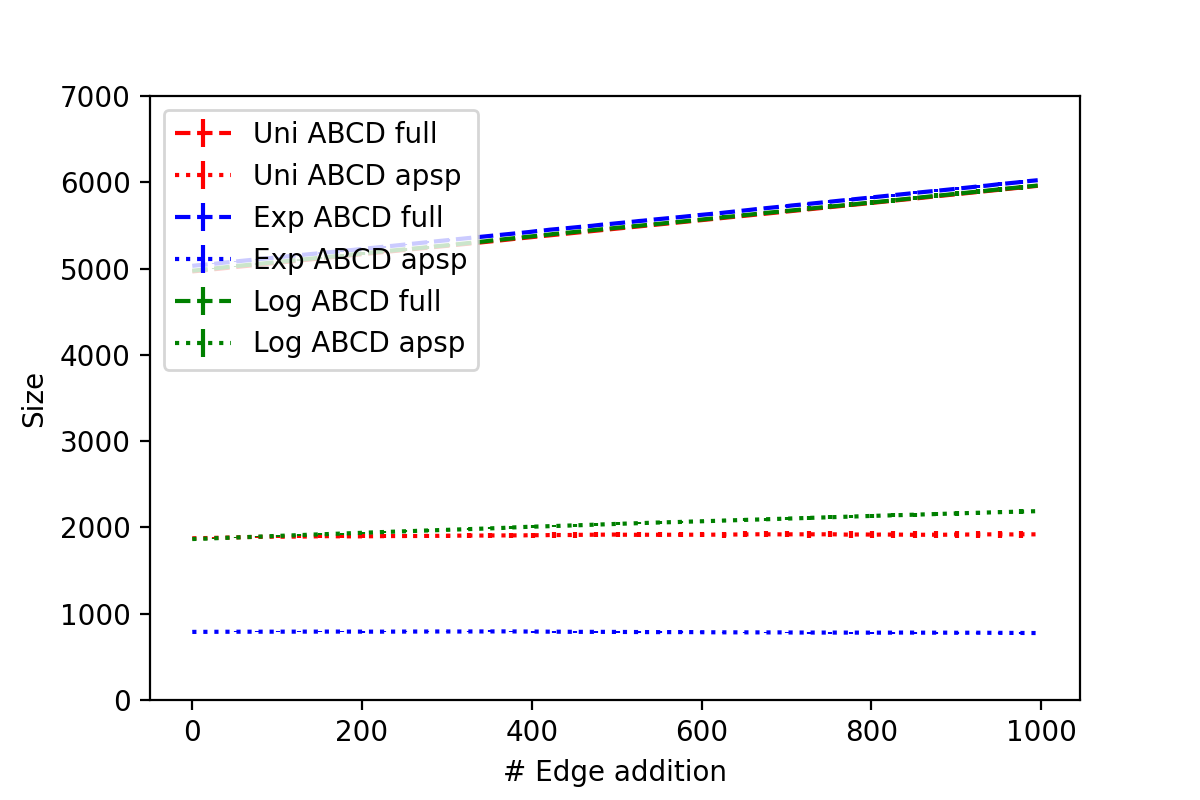 7000
6000
5000
4000
3000
2000
1000
0
Size
Uni ABCD full
Uni ABCD apsp
Exp ABCD full
Exp ABCD apsp
Log ABCD full
Log ABCD apsp
0 200 400 600 800 1000
# Edge addition